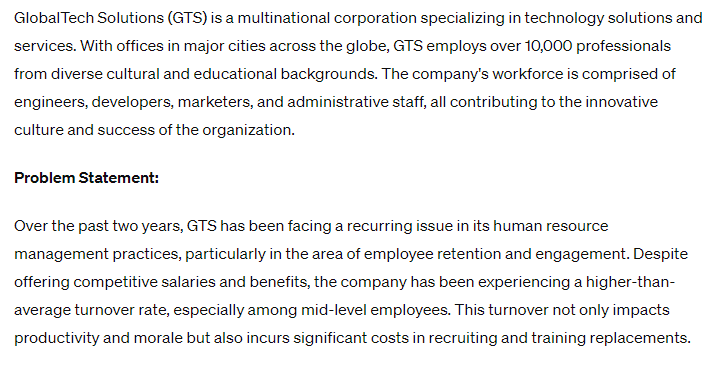 GlobalTech Solutions (GTS) is a multinational corporation specializing in technology solutions and
services. With offices in major cities across the globe, GTS employs over 10,000 professionals
from diverse cultural and educational backgrounds. The company's workforce is comprised of
engineers, developers, marketers, and administrative staff, all contributing to the innovative
culture and success of the organization.
Problem Statement:
Over the past two years, GTS has been facing a recurring issue in its human resource
management practices, particularly in the area of employee retention and engagement. Despite
offering competitive salaries and benefits, the company has been experiencing a higher-than-
average turnover rate, especially among mid-level employees. This turnover not only impacts
productivity and morale but also incurs significant costs in recruiting and training replacements.